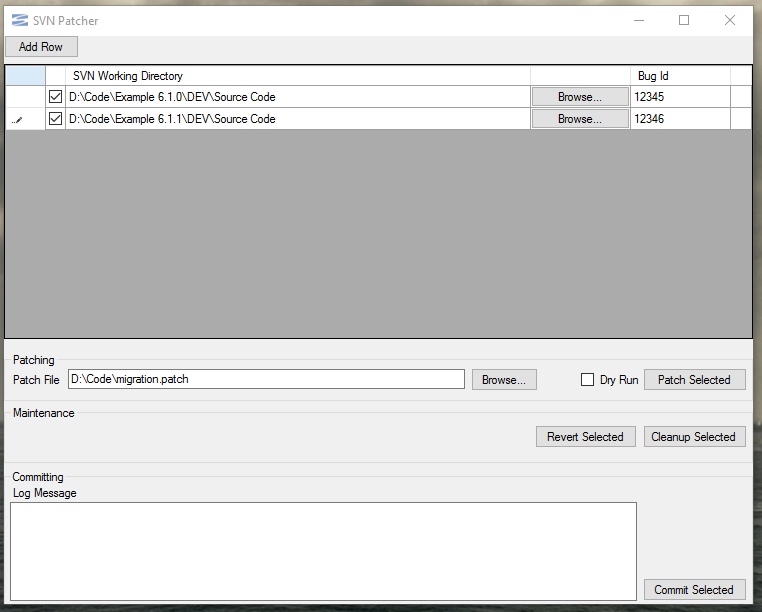 SVN Patcher
Add Row
SVN Working Directory Bug Id
D:\Code\Example 6.1.0\DEV\Source Code Browse... 12345
D:\Code\Example 6.1.1\DEV\Source Code Browse... 12346
Patching
Patch File D:\Code\migration.patch Browse... Dry Run Patch Selected
Maintenance
Revert Selected Cleanup Selected
Committing
Log Message
Commit Selected